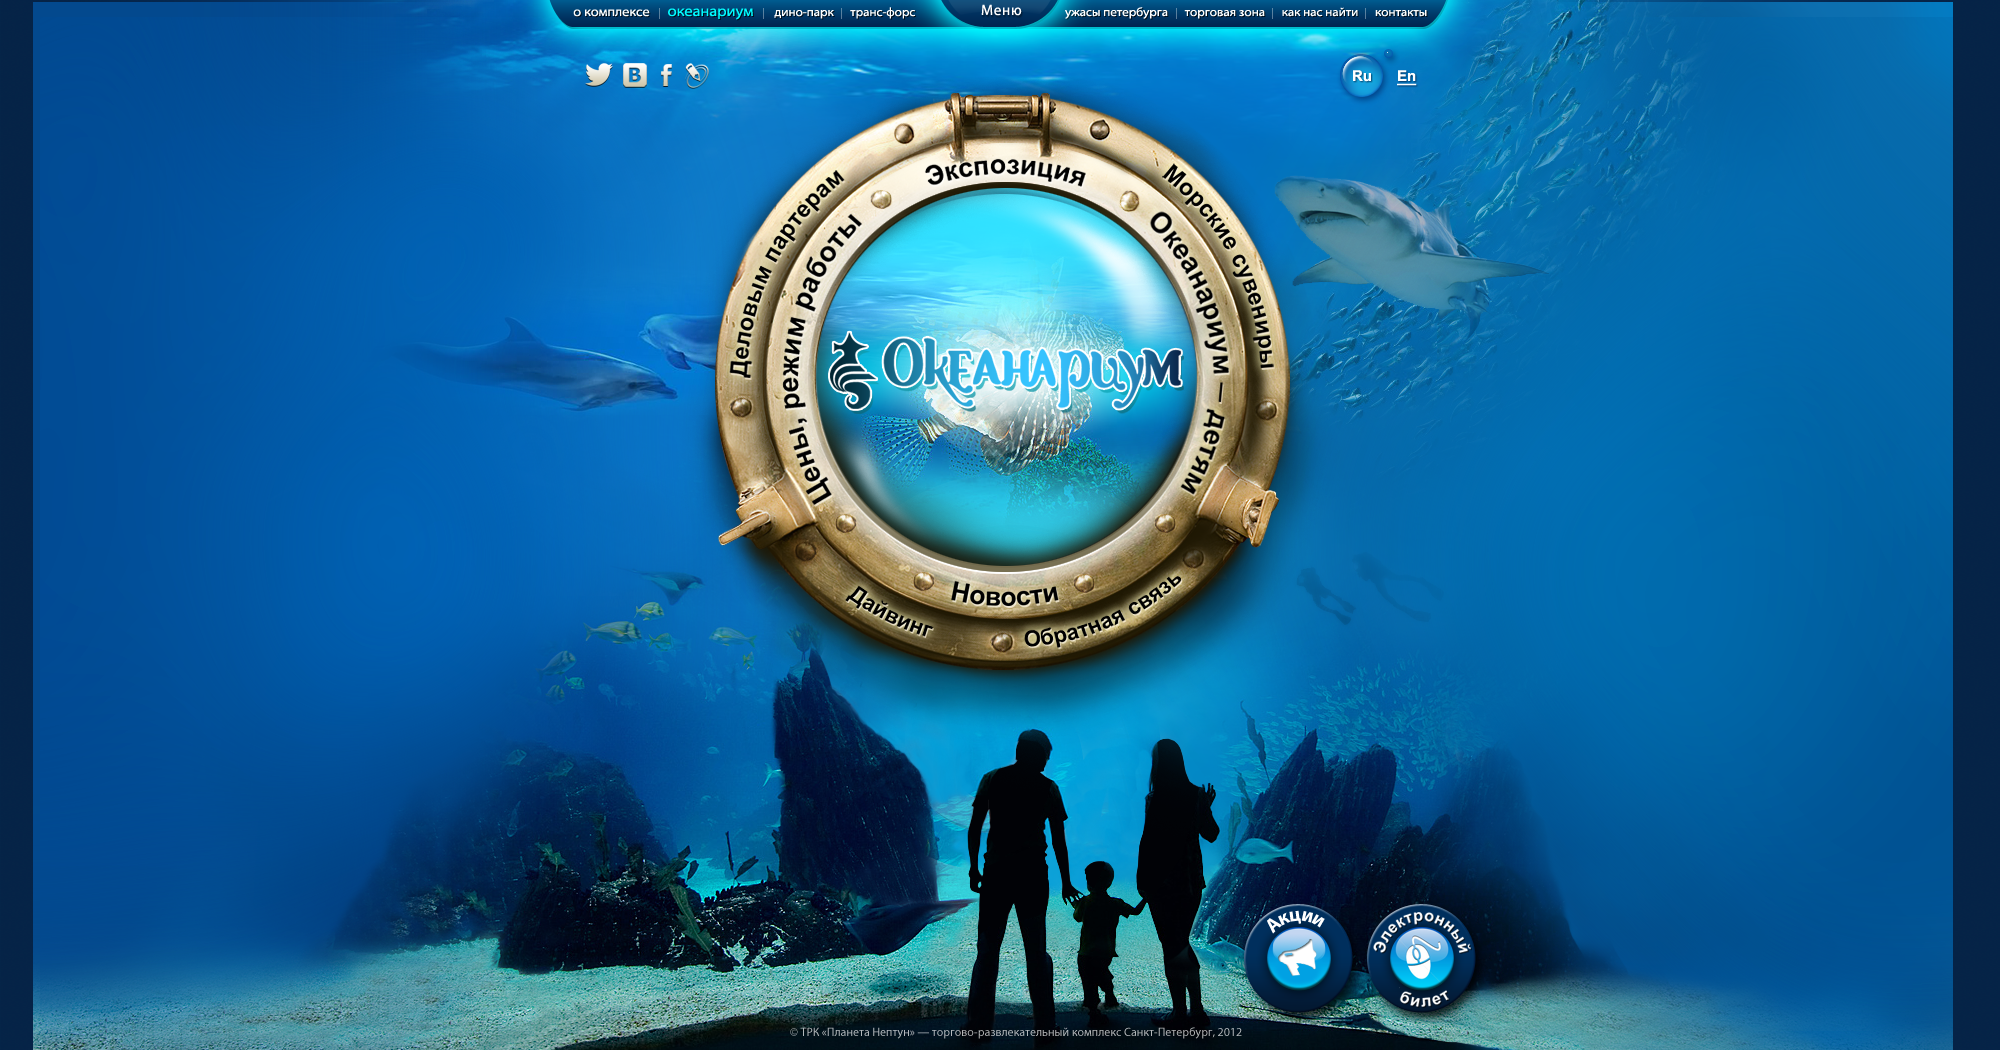 о комплексе
океанариум
дино-парк
транс-форс
Меню
ужасы петербурга
торговая зона
как нас найти
контакты
B
f
Ru
En
Экспозиция
Деловым партерам
Морские сувениры
Цены, режим работы
Океанариум – детям
Океанариум
Новости
Дайвинг
Обратная связь
Акции
Электронный
билет
© ТРК «Планета Нептун» — торгово-развлекательный комплекс Санкт-Петербург, 2012